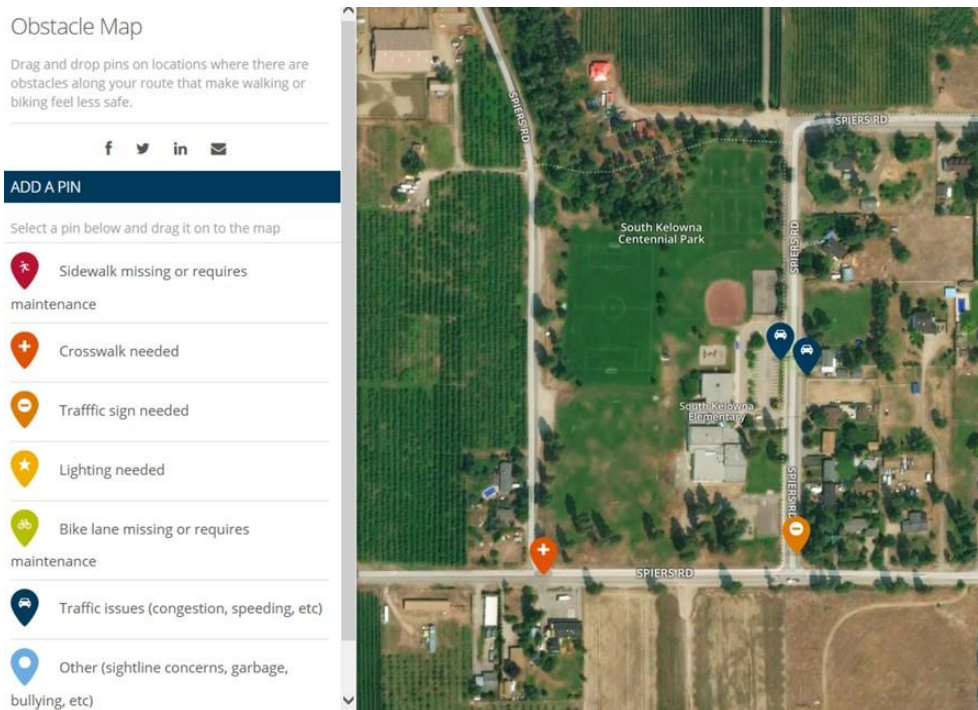 Obstacle Map
Drag and drop pins on locations where there are
obstacles along your route that make walking or
biking feel less safe.
ADD A PIN
Select a pin below and drag it on to the map
Sidewalk missing or requires
maintenance
Crosswalk needed
Trafffic sign needed
Lighting needed
Bike lane missing or requires
maintenance
Traffic issues (congestion, speeding, etc)
Other (sightline concerns, garbage,
bullying, etc)
SPIERS RD
SPIERS RD
South Kelowna
Centennial Park
SPIERS RD
South Kelowna
Elementary
SPIERS RD
SPIERS RD